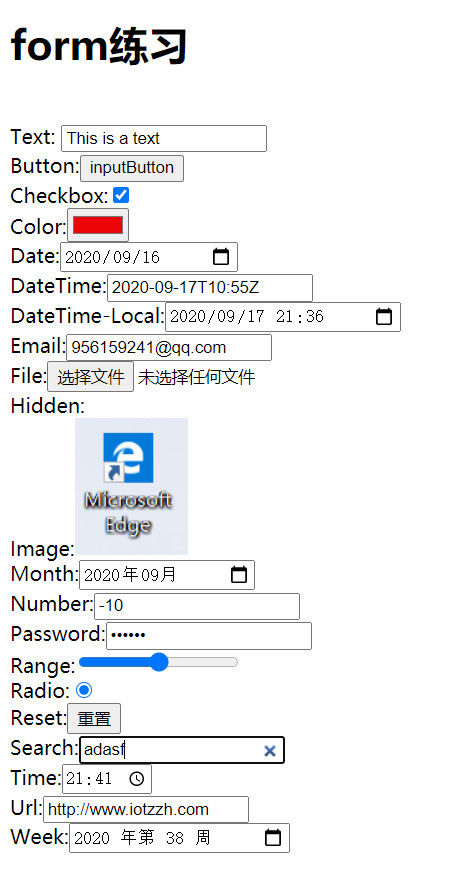 form练习
Text: This is a text
Button: inputButton
Checkbox:
Color:
Date: 2020/09/16
DateTime: 2020-09-17T10:55Z
DateTime-Local: 2020/09/17 21:36
Email: 956159241@qq.com
File: 选择文件 未选择任何文件
Hidden:
Microsoft
Edge
Image:
Month: 2020年09月
Number: -10
Password: ••••••
Range:
Radio:
Reset: 重置
Search: adasf
Time: 21:41
Url: http://www.iotzzh.com
Week: 2020 年第 38 周